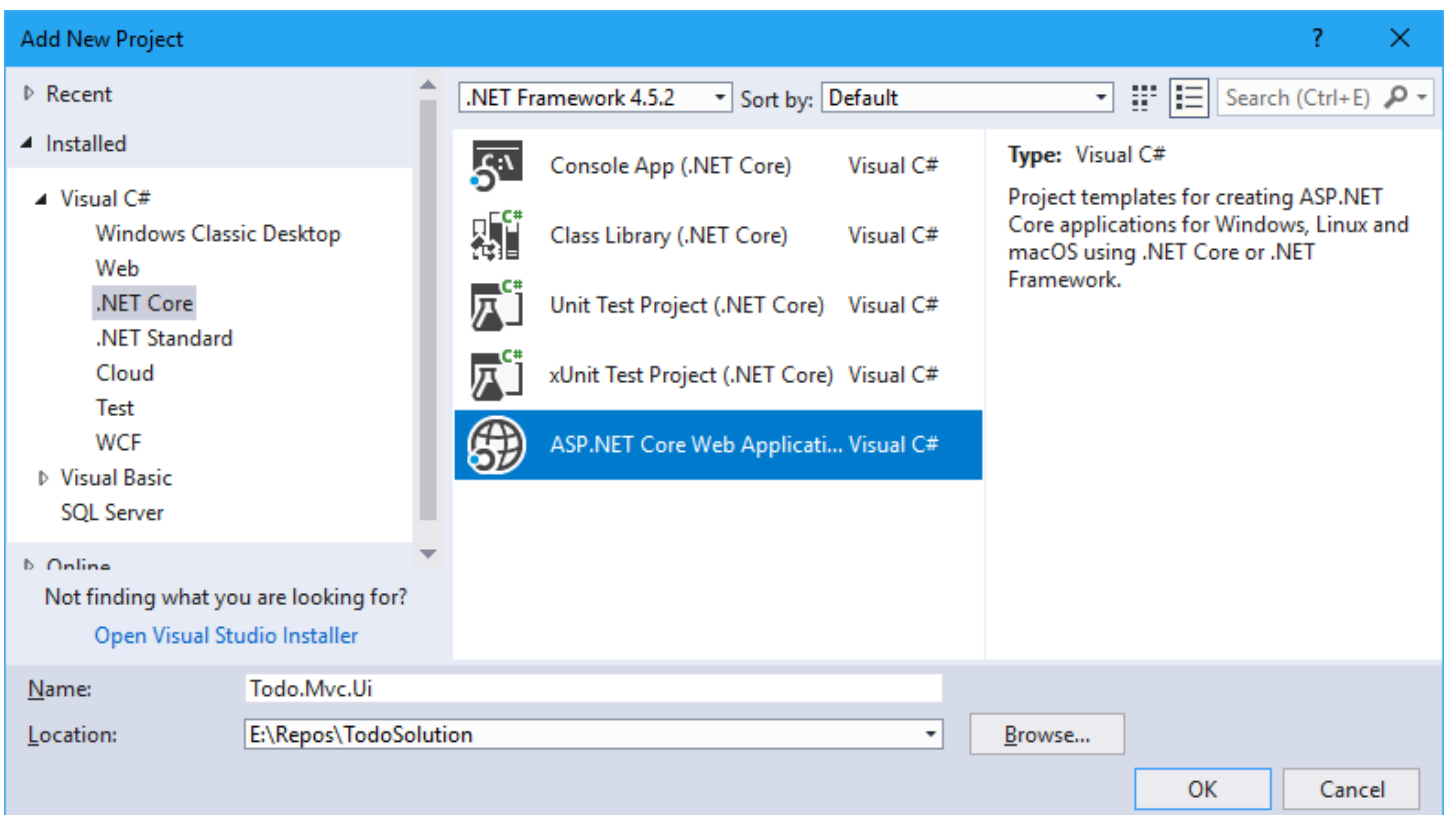 Add New Project
?
Recent
Installed
Visual C#
Windows Classic Desktop
Web
.NET Core
.NET Standard
Cloud
Test
WCF
Visual Basic
SQL Server
Online
Not finding what you are looking for?
Open Visual Studio Installer
.NET Framework 4.5.2 Sort by: Default Search (Ctrl+E)
Console App (.NET Core) Visual C#
Class Library (.NET Core) Visual C#
Unit Test Project (.NET Core) Visual C#
xUnit Test Project (.NET Core) Visual C#
ASP.NET Core Web Applicati... Visual C#
Type: Visual C#
Project templates for creating ASP.NET
Core applications for Windows, Linux and
macOS using .NET Core or .NET
Framework.
Name: Todo.Mvc.Ui
Location: E:\Repos\TodoSolution Browse...
OK Cancel